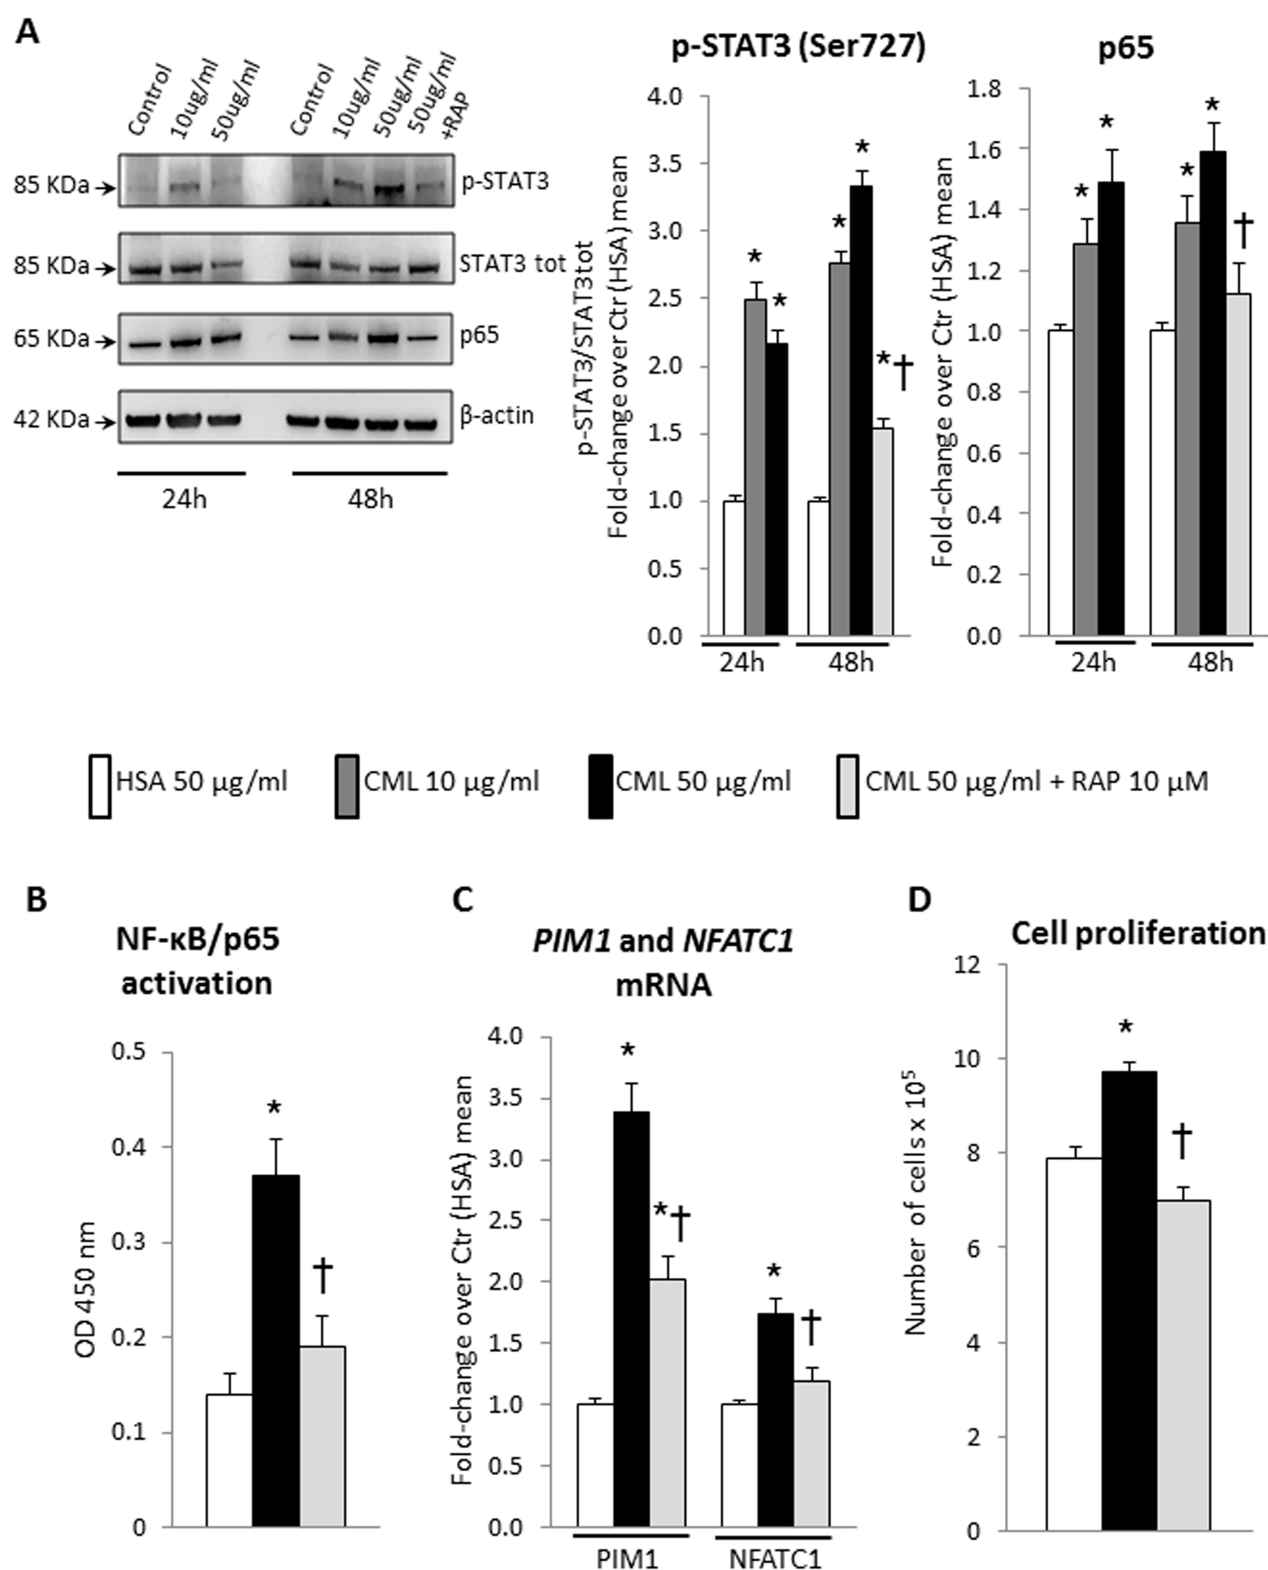 A
Control
10ug/ml
50ug/ml
Control
10ug/ml
50ug/ml
50ug/ml
+RAP
85 KDa
p-STAT3
85 KDa
STAT3 tot
65 KDa
p65
42 KDa
β-actin
24h
48h
p-STAT3 (Ser727)
p-STAT3/STAT3tot
Fold-change over Ctr (HSA) mean
4.0
3.5
3.0
2.5
2.0
1.5
1.0
0.5
0.0
* * * * *†
24h
48h
p65
Fold-change over Ctr (HSA) mean
1.8
1.6
1.4
1.2
1.0
0.8
0.6
0.4
0.2
0.0
* * * * †
24h
48h
HSA 50 µg/ml
CML 10 µg/ml
CML 50 µg/ml
CML 50 µg/ml + RAP 10 µM
B
NF-κB/p65
activation
OD 450 nm
0.5
0.4
0.3
0.2
0.1
0
* †
C
PIM1 and NFATC1
mRNA
Fold-change over Ctr (HSA) mean
4.0
3.5
3.0
2.5
2.0
1.5
1.0
0.5
0.0
* *† * †
PIM1
NFATC1
D
Cell proliferation
Number of cells x 10⁵
12
10
8
6
4
2
0
* †